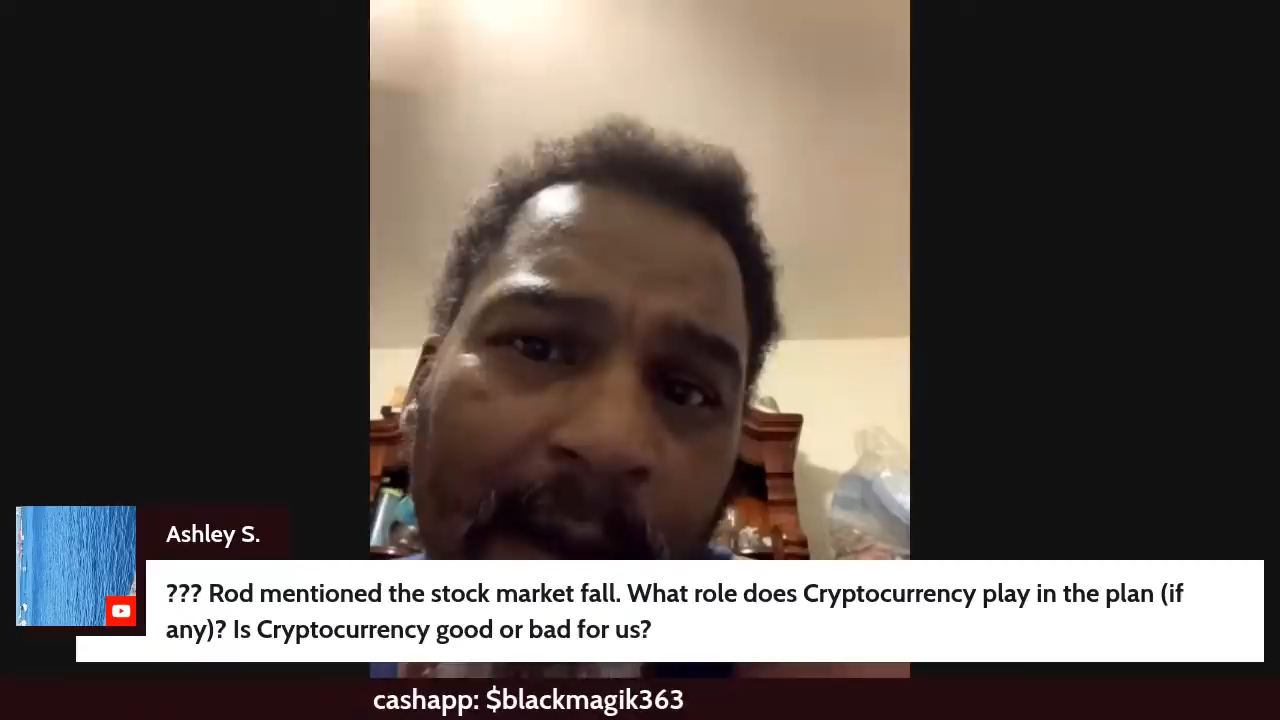 Ashley S.
??? Rod mentioned the stock market fall. What role does Cryptocurrency play in the plan (if
any)? Is Cryptocurrency good or bad for us?
cashapp: $blackmagik363